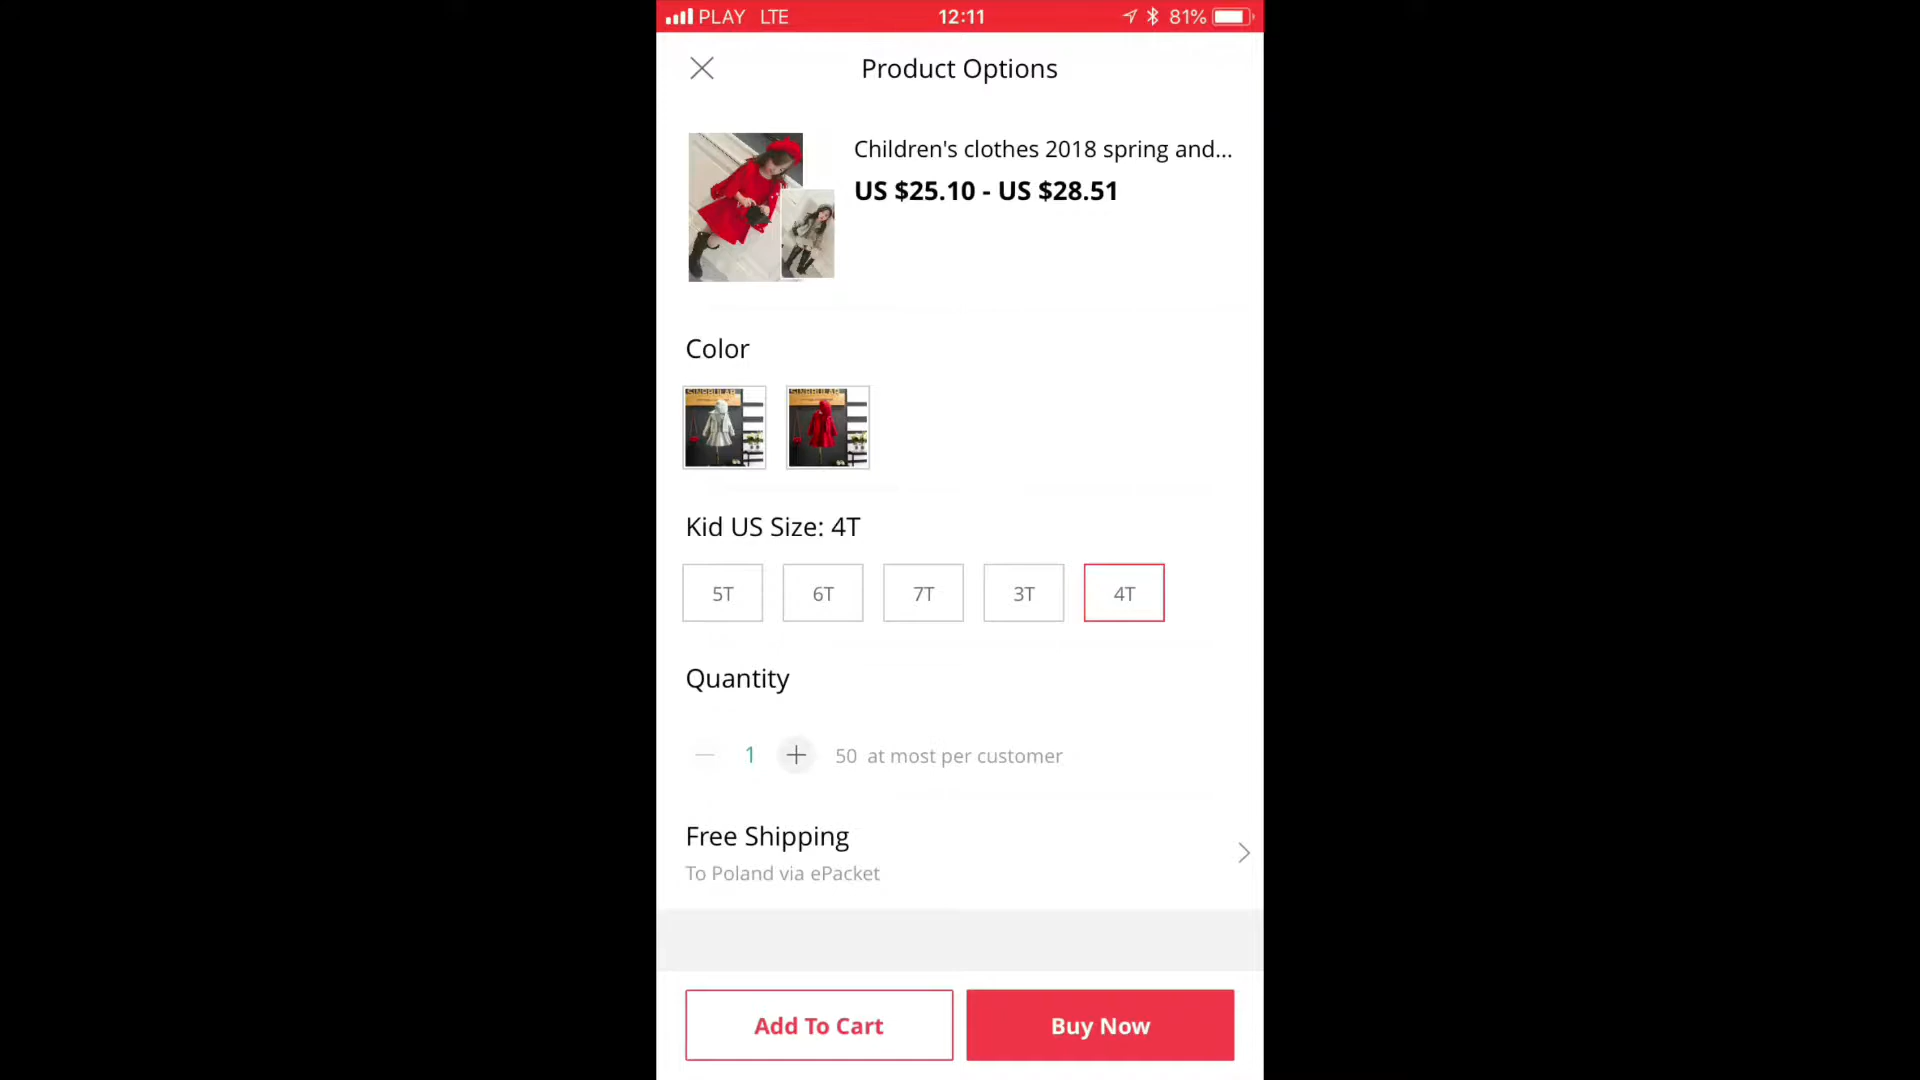 PLAY LTE 12:11 81%
Product Options
Children's clothes 2018 spring and...
US $25.10 - US $28.51
Color
Kid US Size: 4T
5T 6T 7T 3T 4T
Quantity
1 50 at most per customer
Free Shipping
To Poland via ePacket
Add To Cart Buy Now